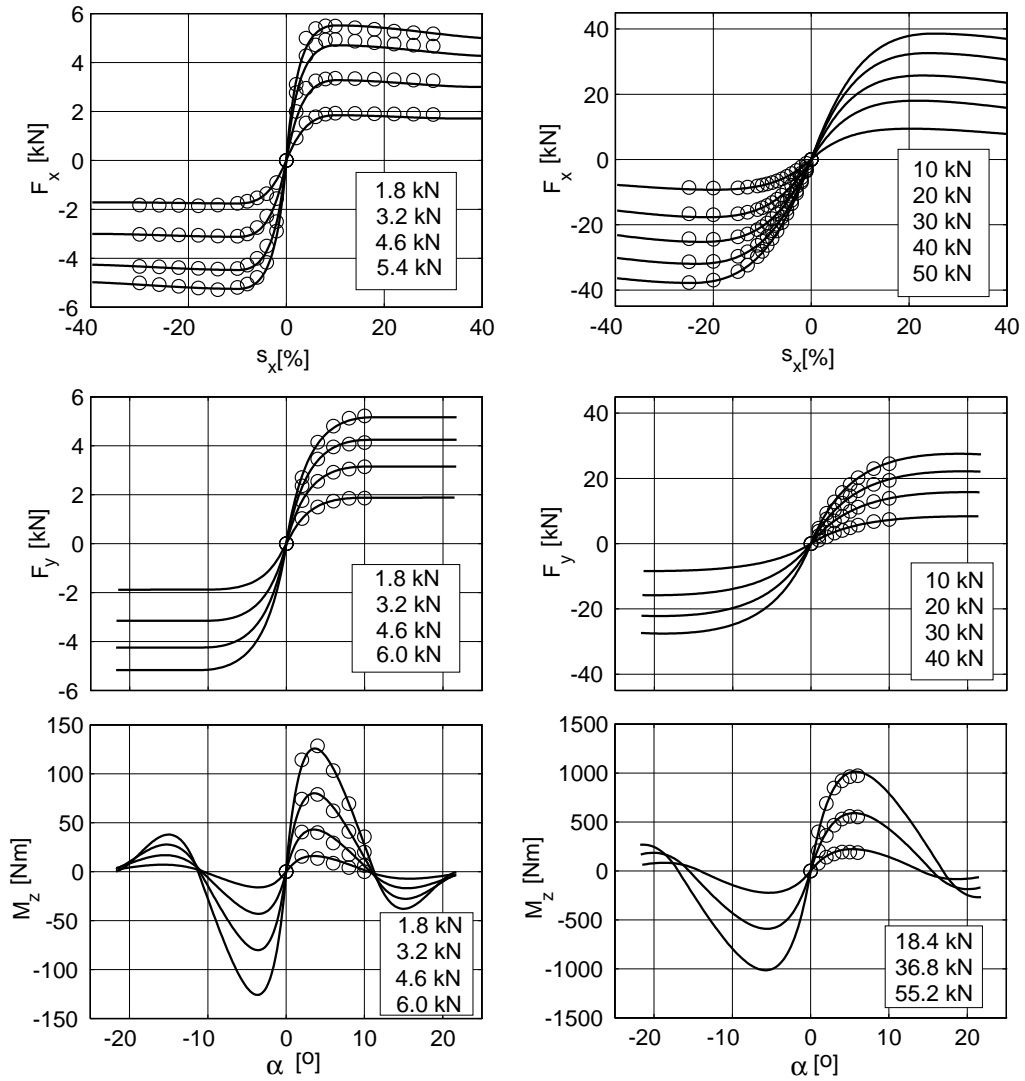 6
4
2
0
-2
-4
-6
-40 -20 0 20 40
F_x [kN]
s_x[%]
1.8 kN
3.2 kN
4.6 kN
5.4 kN
40
20
0
-20
-40
-40 -20 0 20 40
F_x [kN]
s_x[%]
10 kN
20 kN
30 kN
40 kN
50 kN
6
4
2
0
-2
-4
-6
F_y [kN]
1.8 kN
3.2 kN
4.6 kN
6.0 kN
40
20
0
-20
-40
F_y [kN]
10 kN
20 kN
30 kN
40 kN
150
100
50
0
-50
-100
-150
-20 -10 0 10 20
M_z [Nm]
α [o]
1.8 kN
3.2 kN
4.6 kN
6.0 kN
1500
1000
500
0
-500
-1000
-1500
-20 -10 0 10 20
M_z [Nm]
α [o]
18.4 kN
36.8 kN
55.2 kN